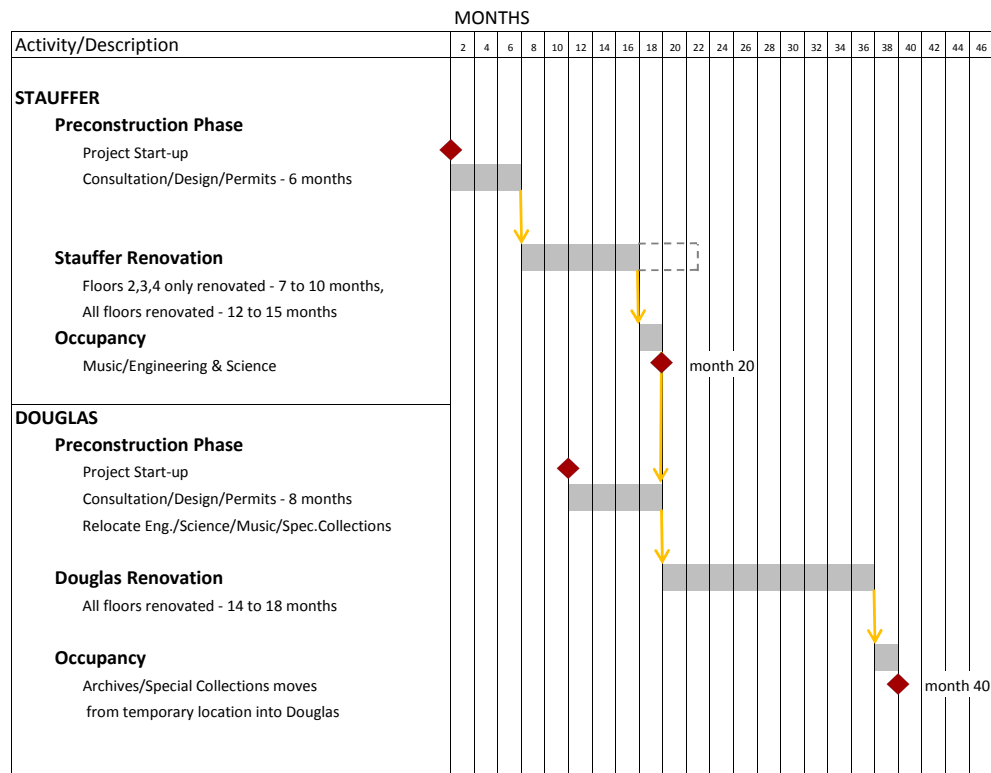 MONTHS
Activity/Description 2 4 6 8 10 12 14 16 18 20 22 24 26 28 30 32 34 36 38 40 42 44 46
STAUFFER
Preconstruction Phase
Project Start-up
Consultation/Design/Permits - 6 months
Stauffer Renovation
Floors 2,3,4 only renovated - 7 to 10 months,
All floors renovated - 12 to 15 months
Occupancy
Music/Engineering & Science month 20
DOUGLAS
Preconstruction Phase
Project Start-up
Consultation/Design/Permits - 8 months
Relocate Eng./Science/Music/Spec.Collections
Douglas Renovation
All floors renovated - 14 to 18 months
Occupancy
Archives/Special Collections moves month 40
from temporary location into Douglas